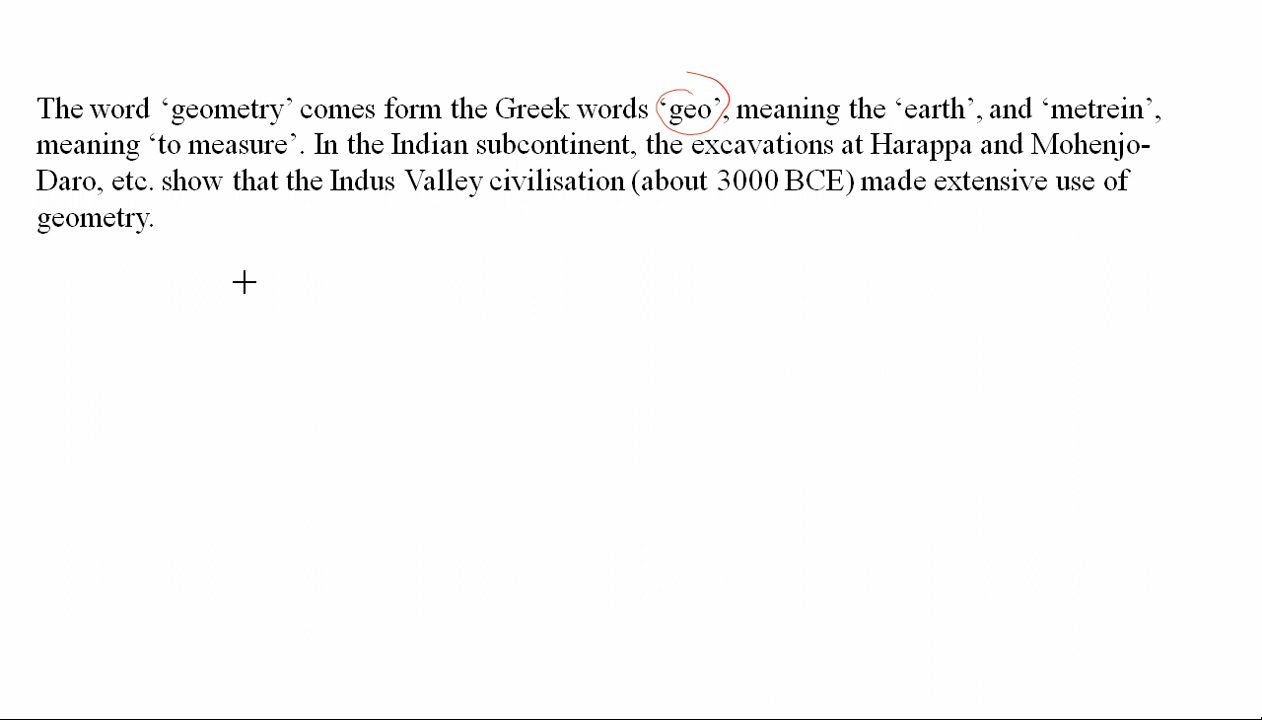 The word ‘geometry’ comes form the Greek words ‘geo’, meaning the ‘earth’, and ‘metrein’,
meaning ‘to measure’. In the Indian subcontinent, the excavations at Harappa and Mohenjo-
Daro, etc. show that the Indus Valley civilisation (about 3000 BCE) made extensive use of
geometry.